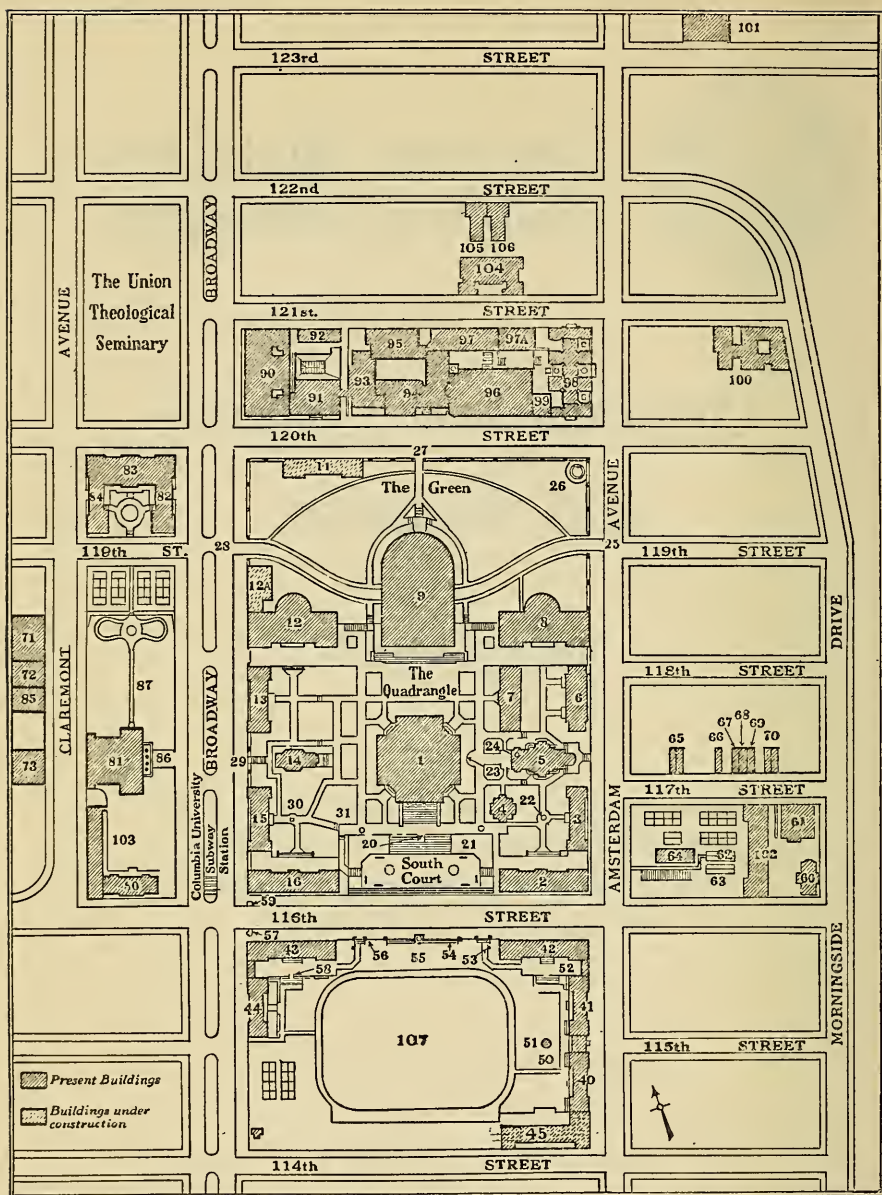 101
123rd STREET
122nd STREET
BROADWAY
105 106
104
The Union
Theological
Seminary
AVENUE
121st. STREET
92
95 97 97A
90 93 94 96 98
91 99
100
120th STREET
27
83
84 82
11
The Green
26
AVENUE
119th ST.
23 25
119th STREET
12A
9
12 8
71
72
85
73
CLAREMONT
87
81 86
BROADWAY
118th STREET
DRIVE
The
Quadrangle
13 7 6
1
29 14 24 5
23
65 66 67 68 69 70
117th STREET
30 31 4 22
15 3
20 21
South
Court
1 1
16 2
103
80
Columbia University
Subway
Station
AMSTERDAM
61
64 62 102
63 60
59
116th STREET
57
43 56 55 54 53 42
58 52
44 41
107
51
50
40
45
115th STREET
MORNINGSIDE
Present Buildings
Buildings under
construction
114th STREET